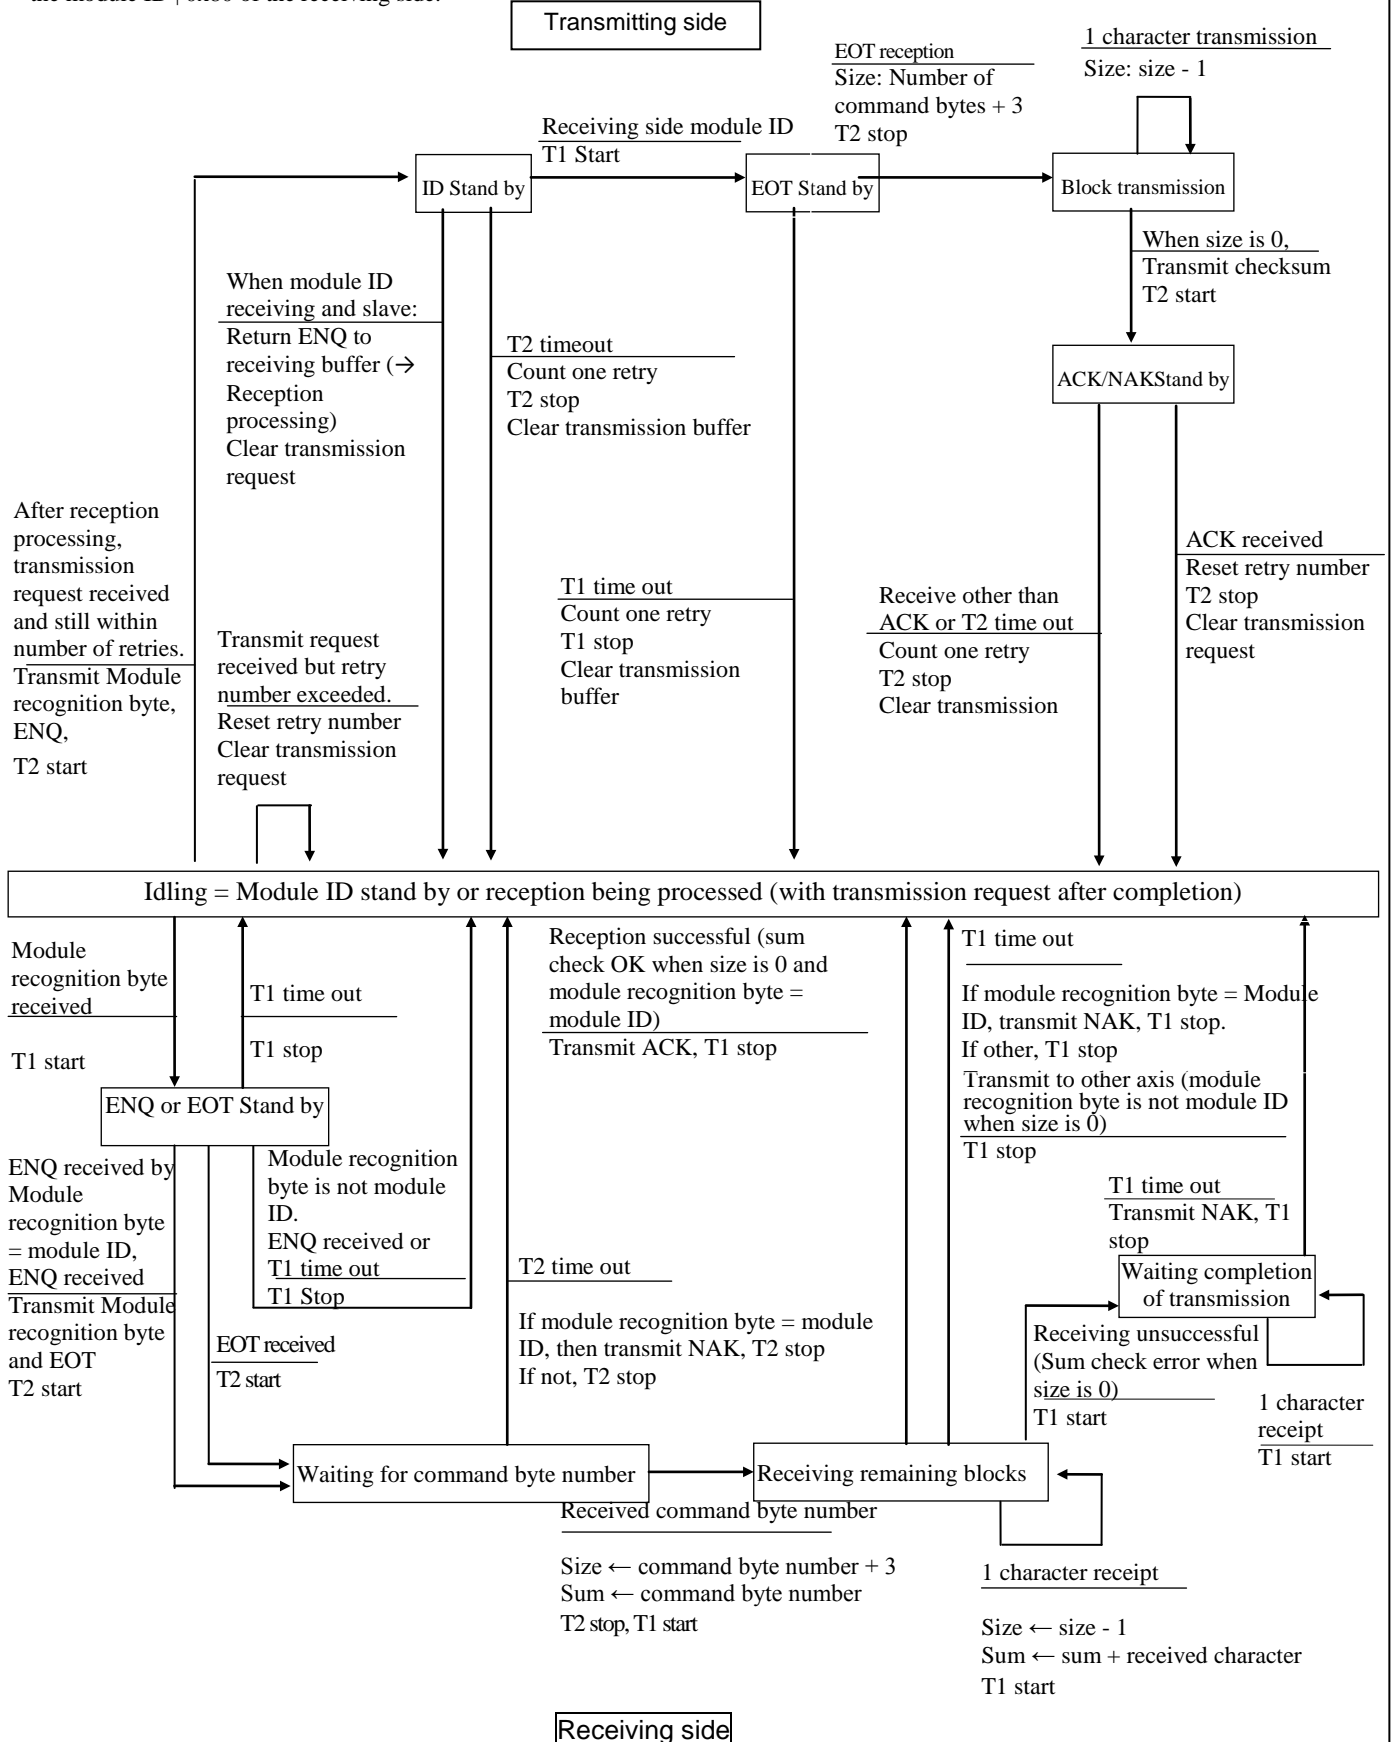 the module ID | 0x80 of the receiving side.
Transmitting side
EOT reception
Size: Number of
command bytes + 3
T2 stop
1 character transmission
Size: size - 1
Receiving side module ID
T1 Start
ID Stand by
EOT Stand by
Block transmission
When size is 0,
Transmit checksum
T2 start
When module ID
receiving and slave:
Return ENQ to
receiving buffer (→
Reception
processing)
Clear transmission
request
T2 timeout
Count one retry
T2 stop
Clear transmission buffer
ACK/NAKStand by
After reception
processing,
transmission
request received
and still within
number of retries.
Transmit Module
recognition byte,
ENQ,
T2 start
Transmit request
received but retry
number exceeded.
Reset retry number
Clear transmission
request
T1 time out
Count one retry
T1 stop
Clear transmission
buffer
Receive other than
ACK or T2 time out
Count one retry
T2 stop
Clear transmission
ACK received
Reset retry number
T2 stop
Clear transmission
request
Idling = Module ID stand by or reception being processed (with transmission request after completion)
Module
recognition byte
received
T1 start
T1 time out
T1 stop
Reception successful (sum
check OK when size is 0 and
module recognition byte =
module ID)
Transmit ACK, T1 stop
T1 time out
If module recognition byte = Module
ID, transmit NAK, T1 stop.
If other, T1 stop
Transmit to other axis (module
recognition byte is not module ID
when size is 0)
T1 stop
ENQ or EOT Stand by
ENQ received by
Module
recognition byte
= module ID,
ENQ received
Transmit Module
recognition byte
and EOT
T2 start
Module recognition
byte is not module
ID.
ENQ received or
T1 time out
T1 Stop
EOT received
T2 start
T2 time out
If module recognition byte = module
ID, then transmit NAK, T2 stop
If not, T2 stop
T1 time out
Transmit NAK, T1
stop
Waiting completion
of transmission
Receiving unsuccessful
(Sum check error when
size is 0)
T1 start
1 character
receipt
T1 start
Waiting for command byte number
Receiving remaining blocks
Received command byte number
Size ← command byte number + 3
Sum ← command byte number
T2 stop, T1 start
1 character receipt
Size ← size - 1
Sum ← sum + received character
T1 start
Receiving side